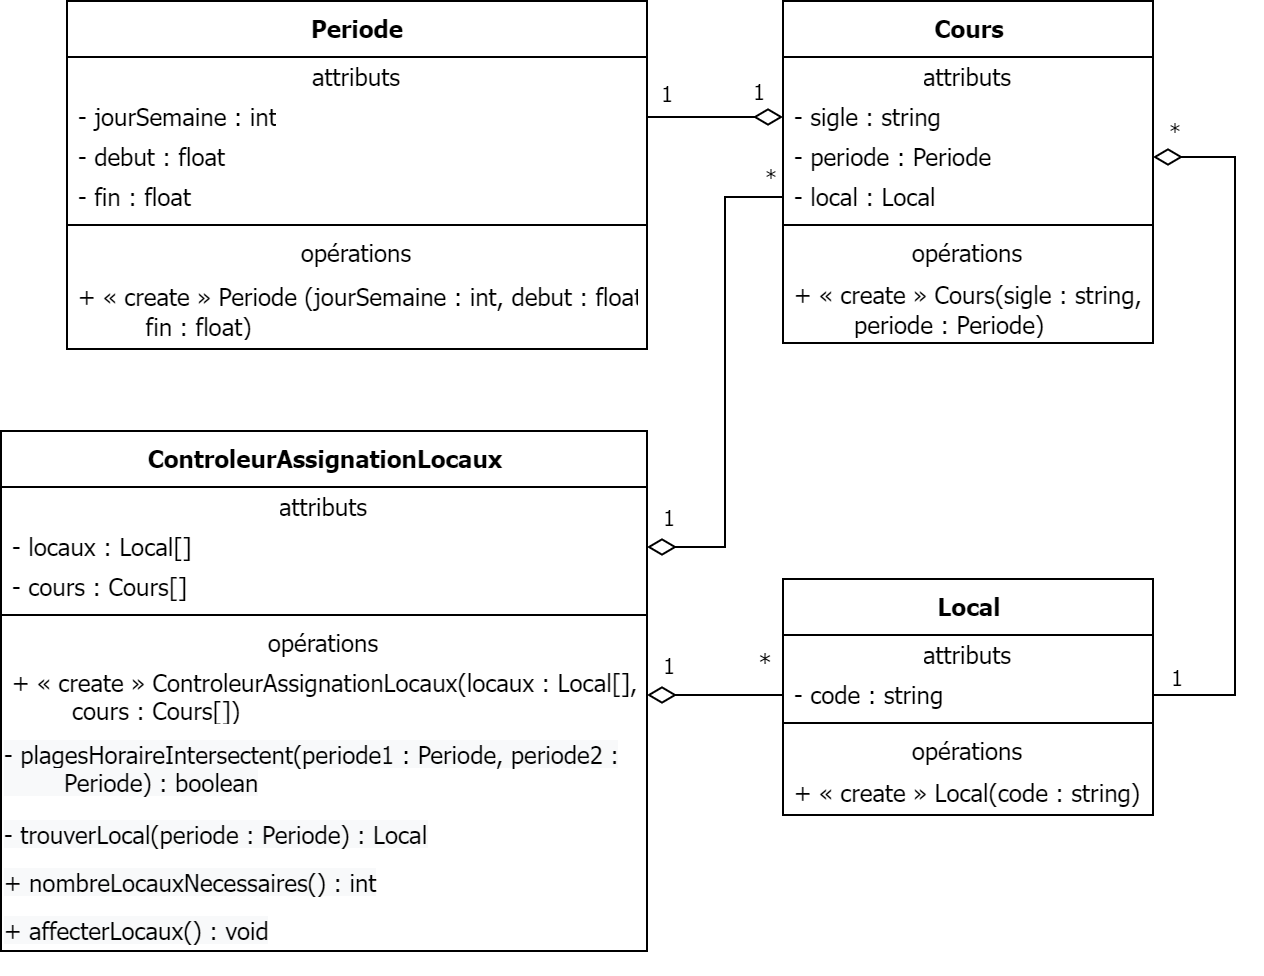 Periode
attributs
- jourSemaine : int
- debut : float
- fin : float
opérations
+ « create » Periode (jourSemaine : int, debut : float
fin : float)
1
1
Cours
attributs
- sigle : string
- periode : Periode
- local : Local
opérations
+ « create » Cours(sigle : string,
periode : Periode)
*
*
ControleurAssignationLocaux
attributs
- locaux : Local[]
- cours : Cours[]
opérations
+ « create » ControleurAssignationLocaux(locaux : Local[],
cours : Cours[])
- plagesHoraireIntersectent(periode1 : Periode, periode2 :
Periode) : boolean
- trouverLocal(periode : Periode) : Local
+ nombreLocauxNecessaires() : int
+ affecterLocaux() : void
1
1
*
Local
attributs
- code : string
opérations
+ « create » Local(code : string)
1